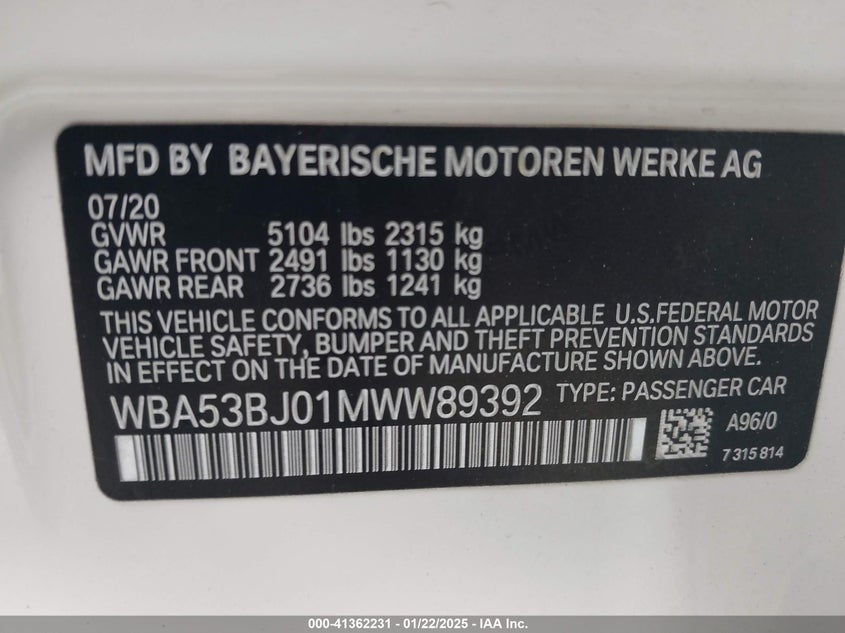 MFD BY BAYERISCHE MOTOREN WERKE AG
07/20
GVWR 5104 lbs 2315 kg
GAWR FRONT 2491 lbs 1130 kg
GAWR REAR 2736 lbs 1241 kg
THIS VEHICLE CONFORMS TO ALL APPLICABLE U.S.FEDERAL MOTOR
VEHICLE SAFETY, BUMPER AND THEFT PREVENTION STANDARDS
IN EFFECT ON THE DATE OF MANUFACTURE SHOWN ABOVE.
WBA53BJ01MWW89392 TYPE: PASSENGER CAR
A96/0
7 315 814
000-41362231 - 01/22/2025 - IAA Inc.